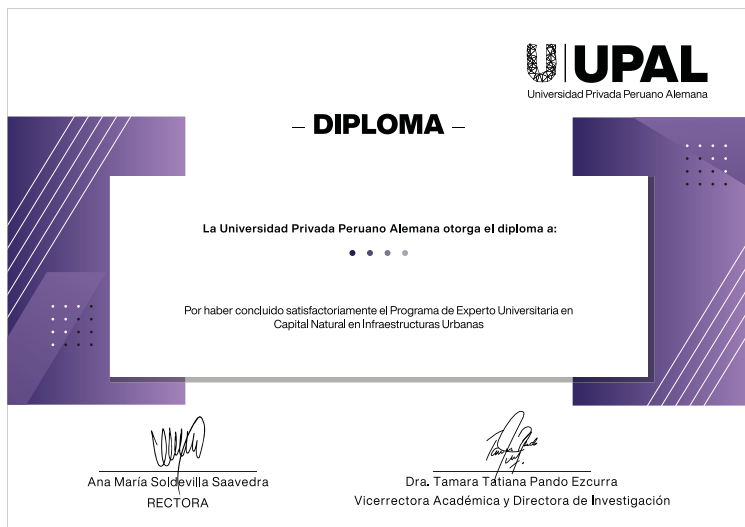 UPAL
Universidad Privada Peruano Alemana
– DIPLOMA –
La Universidad Privada Peruano Alemana otorga el diploma a:
Por haber concluido satisfactoriamente el Programa de Experto Universitaria en
Capital Natural en Infraestructuras Urbanas
Ana María Soldevilla Saavedra
RECTORA
Dra. Tamara Tatiana Pando Ezcurra
Vicerrectora Académica y Directora de Investigación